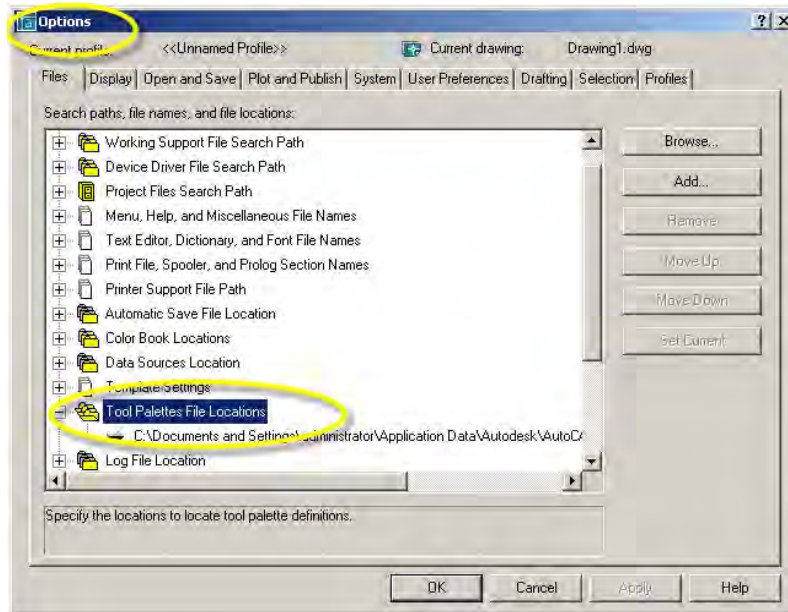 Options
Current profile: <<Unnamed Profile>> Current drawing: Drawing1.dwg
Files Display Open and Save Plot and Publish System User Preferences Drafting Selection Profiles
Search paths, file names, and file locations:
Working Support File Search Path
Device Driver File Search Path
Project Files Search Path
Menu, Help, and Miscellaneous File Names
Text Editor, Dictionary, and Font File Names
Print File, Spooler, and Prolog Section Names
Printer Support File Path
Automatic Save File Location
Color Book Locations
Data Sources Location
Template Settings
Tool Palettes File Locations
C:\Documents and Settings\administrator\Application Data\Autodesk\AutoCA
Log File Location
Browse...
Add...
Remove
Move Up
Move Down
Set Current
Specify the locations to locate tool palette definitions.
OK Cancel Apply Help